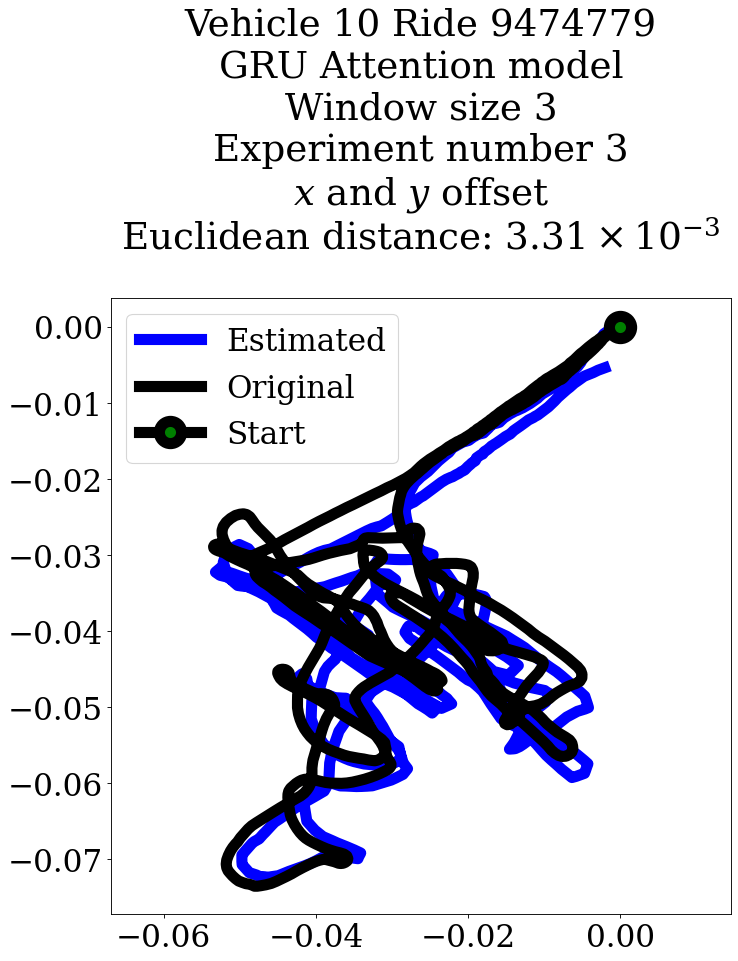 Vehicle 10 Ride 9474779
GRU Attention model
Window size 3
Experiment number 3
x and y offset
Euclidean distance: 3.31 × 10⁻³
Estimated
Original
Start
0.00
−0.01
−0.02
−0.03
−0.04
−0.05
−0.06
−0.07
−0.06 −0.04 −0.02 0.00